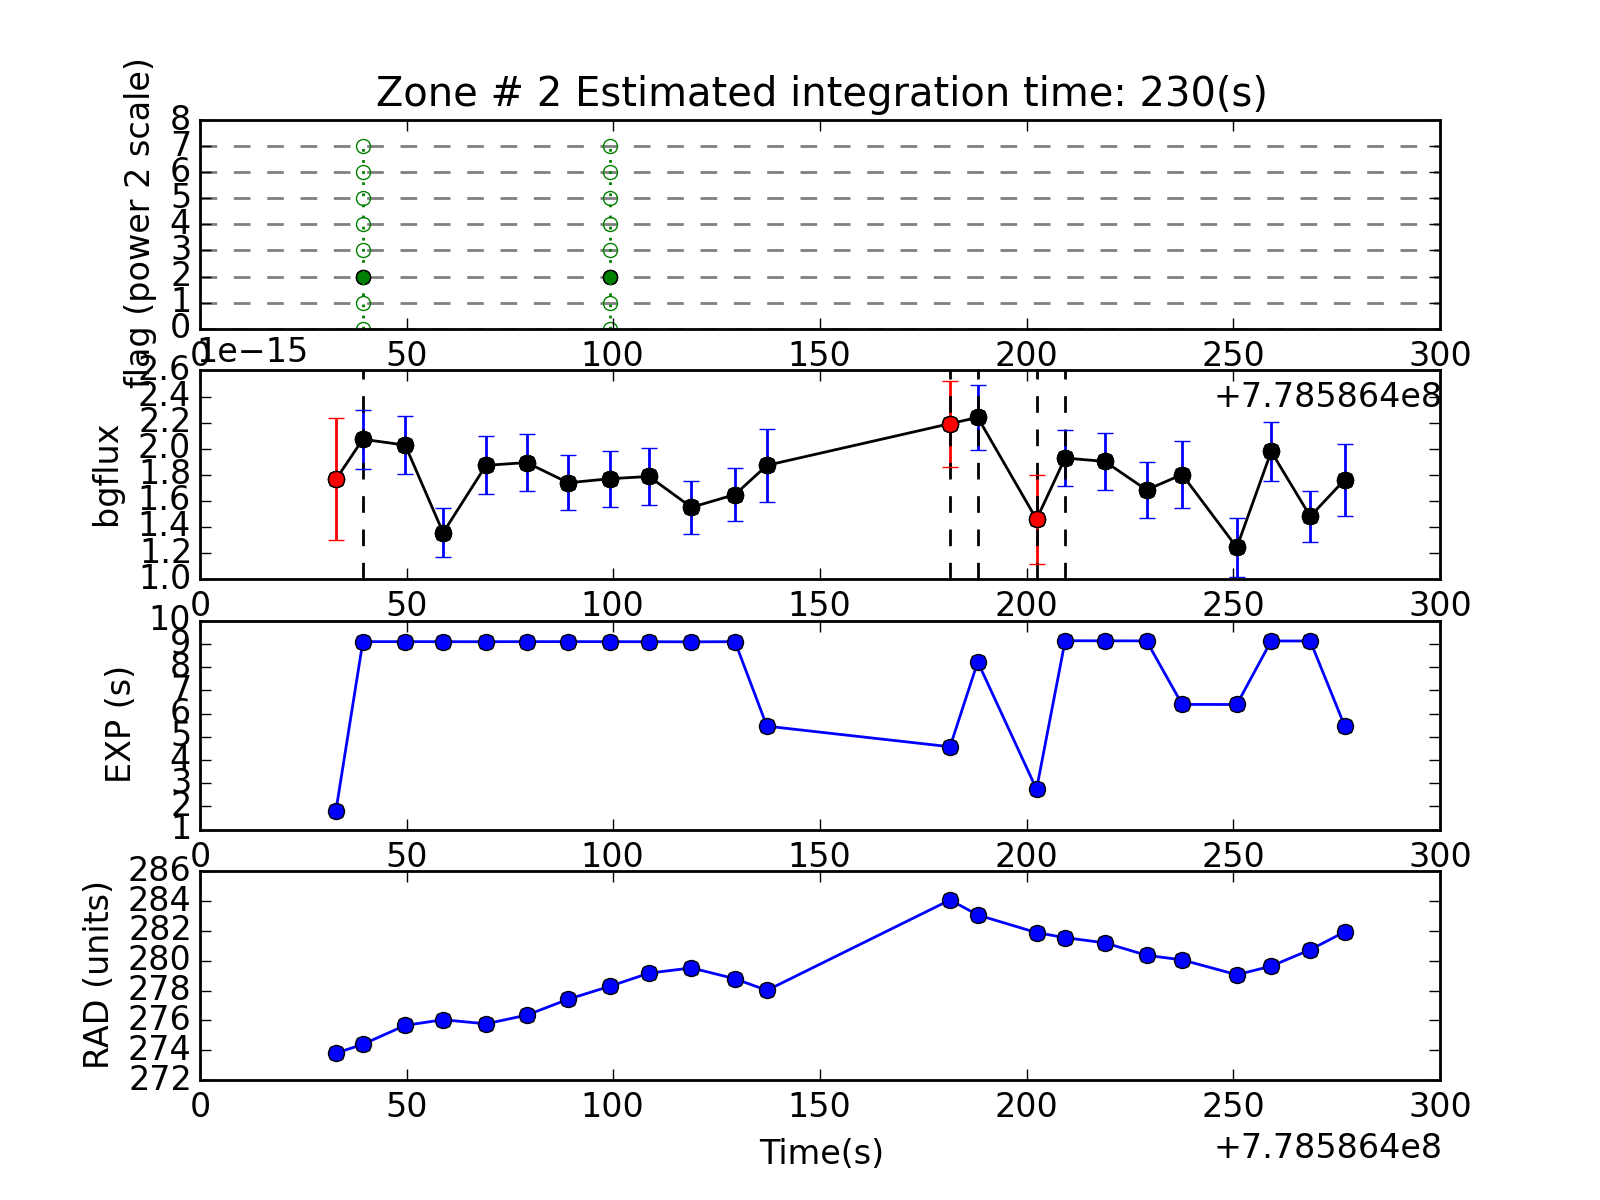 Zone # 2 Estimated integration time: 230(s)
flag (power 2 scale)
8
7
6
5
4
3
2
1
0
0 50 100 150 200 250 300
1e−15
+7.785864e8
bgflux
2.6
2.4
2.2
2.0
1.8
1.6
1.4
1.2
1.0
0 50 100 150 200 250 300
EXP (s)
10
9
8
7
6
5
4
3
2
1
0 50 100 150 200 250 300
RAD (units)
286
284
282
280
278
276
274
272
0 50 100 150 200 250 300
Time(s)
+7.785864e8